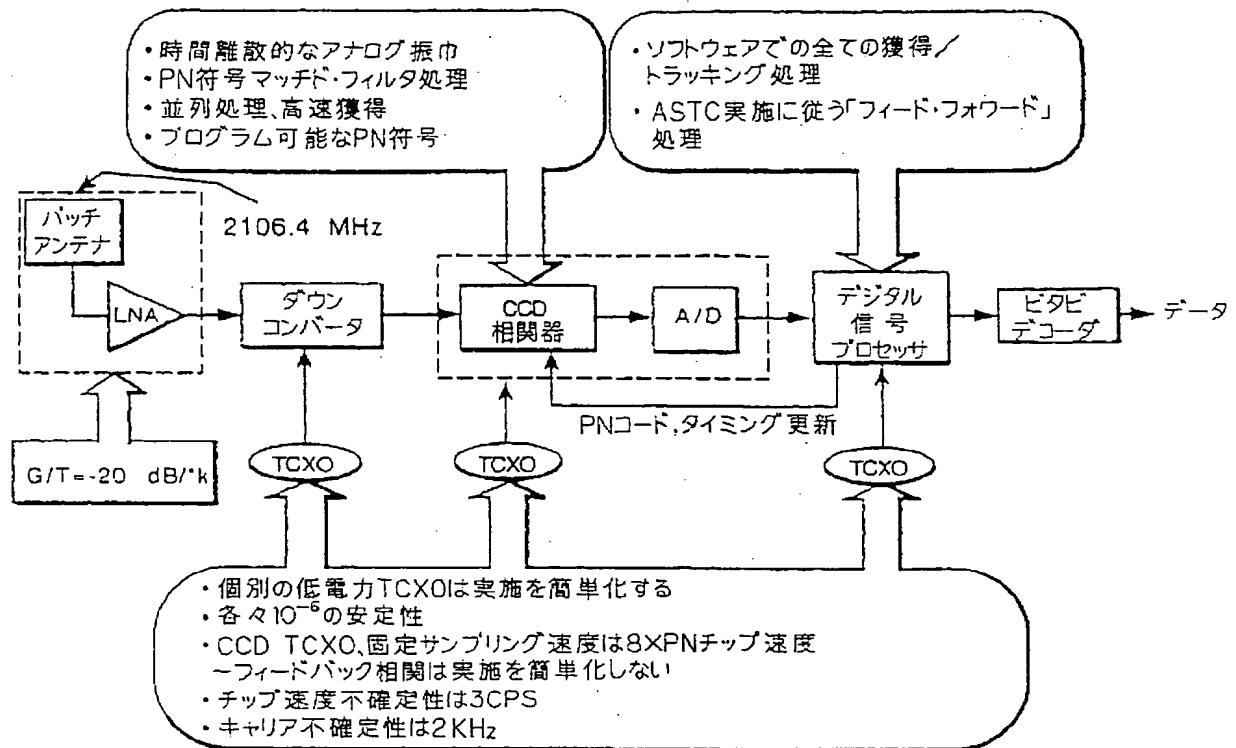 ・時間離散的なアナログ振巾
・PN符号マッチド・フィルタ処理
・並列処理、高速獲得
・プログラム可能なPN符号
・ソフトウェアでの全ての獲得／
トラッキング処理
・ASTC実施に従う「フィード・フォワード」
処理
パッチ
アンテナ
2106.4 MHz
LNA
ダウン
コンバータ
CCD
相関器
A/D
デジタル
信号
プロセッサ
ビタビ
デコーダ
データ
PNコード,タイミング更新
G/T=-20 dB/°k
TCXO
TCXO
TCXO
・個別の低電力TCXOは実施を簡単化する
・各々10⁻⁶の安定性
・CCD TCXO、固定サンプリング速度は8XPNチップ速度
～フィードバック相関は実施を簡単化しない
・チップ速度不確定性は3CPS
・キャリア不確定性は2KHz